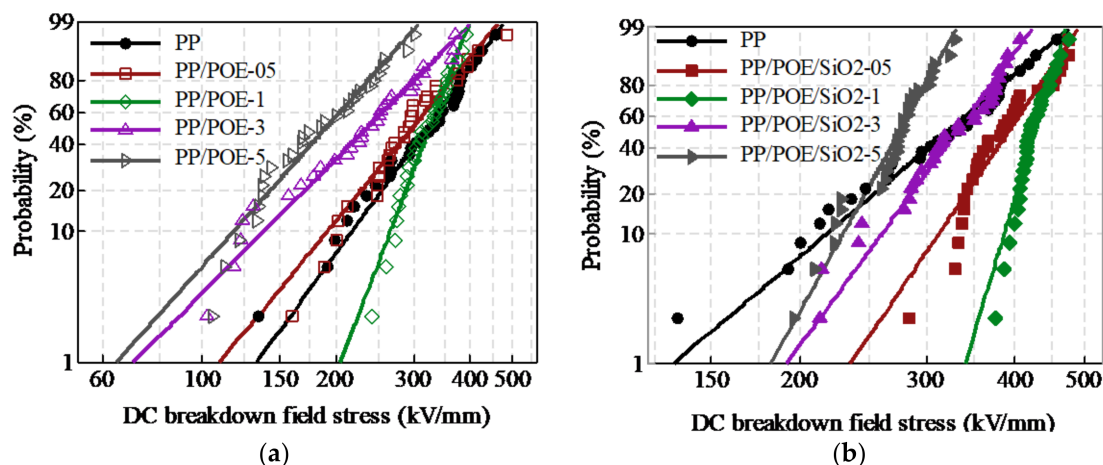 (a)
99
80
60
40
20
10
1
Probability (%)
PP
PP/POE-05
PP/POE-1
PP/POE-3
PP/POE-5
60 100 150 200 300 400 500
DC breakdown field stress (kV/mm)
(a)
(b)
99
80
60
40
20
10
1
Probability (%)
PP
PP/POE/SiO2-05
PP/POE/SiO2-1
PP/POE/SiO2-3
PP/POE/SiO2-5
150 200 300 400 500
DC breakdown field stress (kV/mm)
(b)